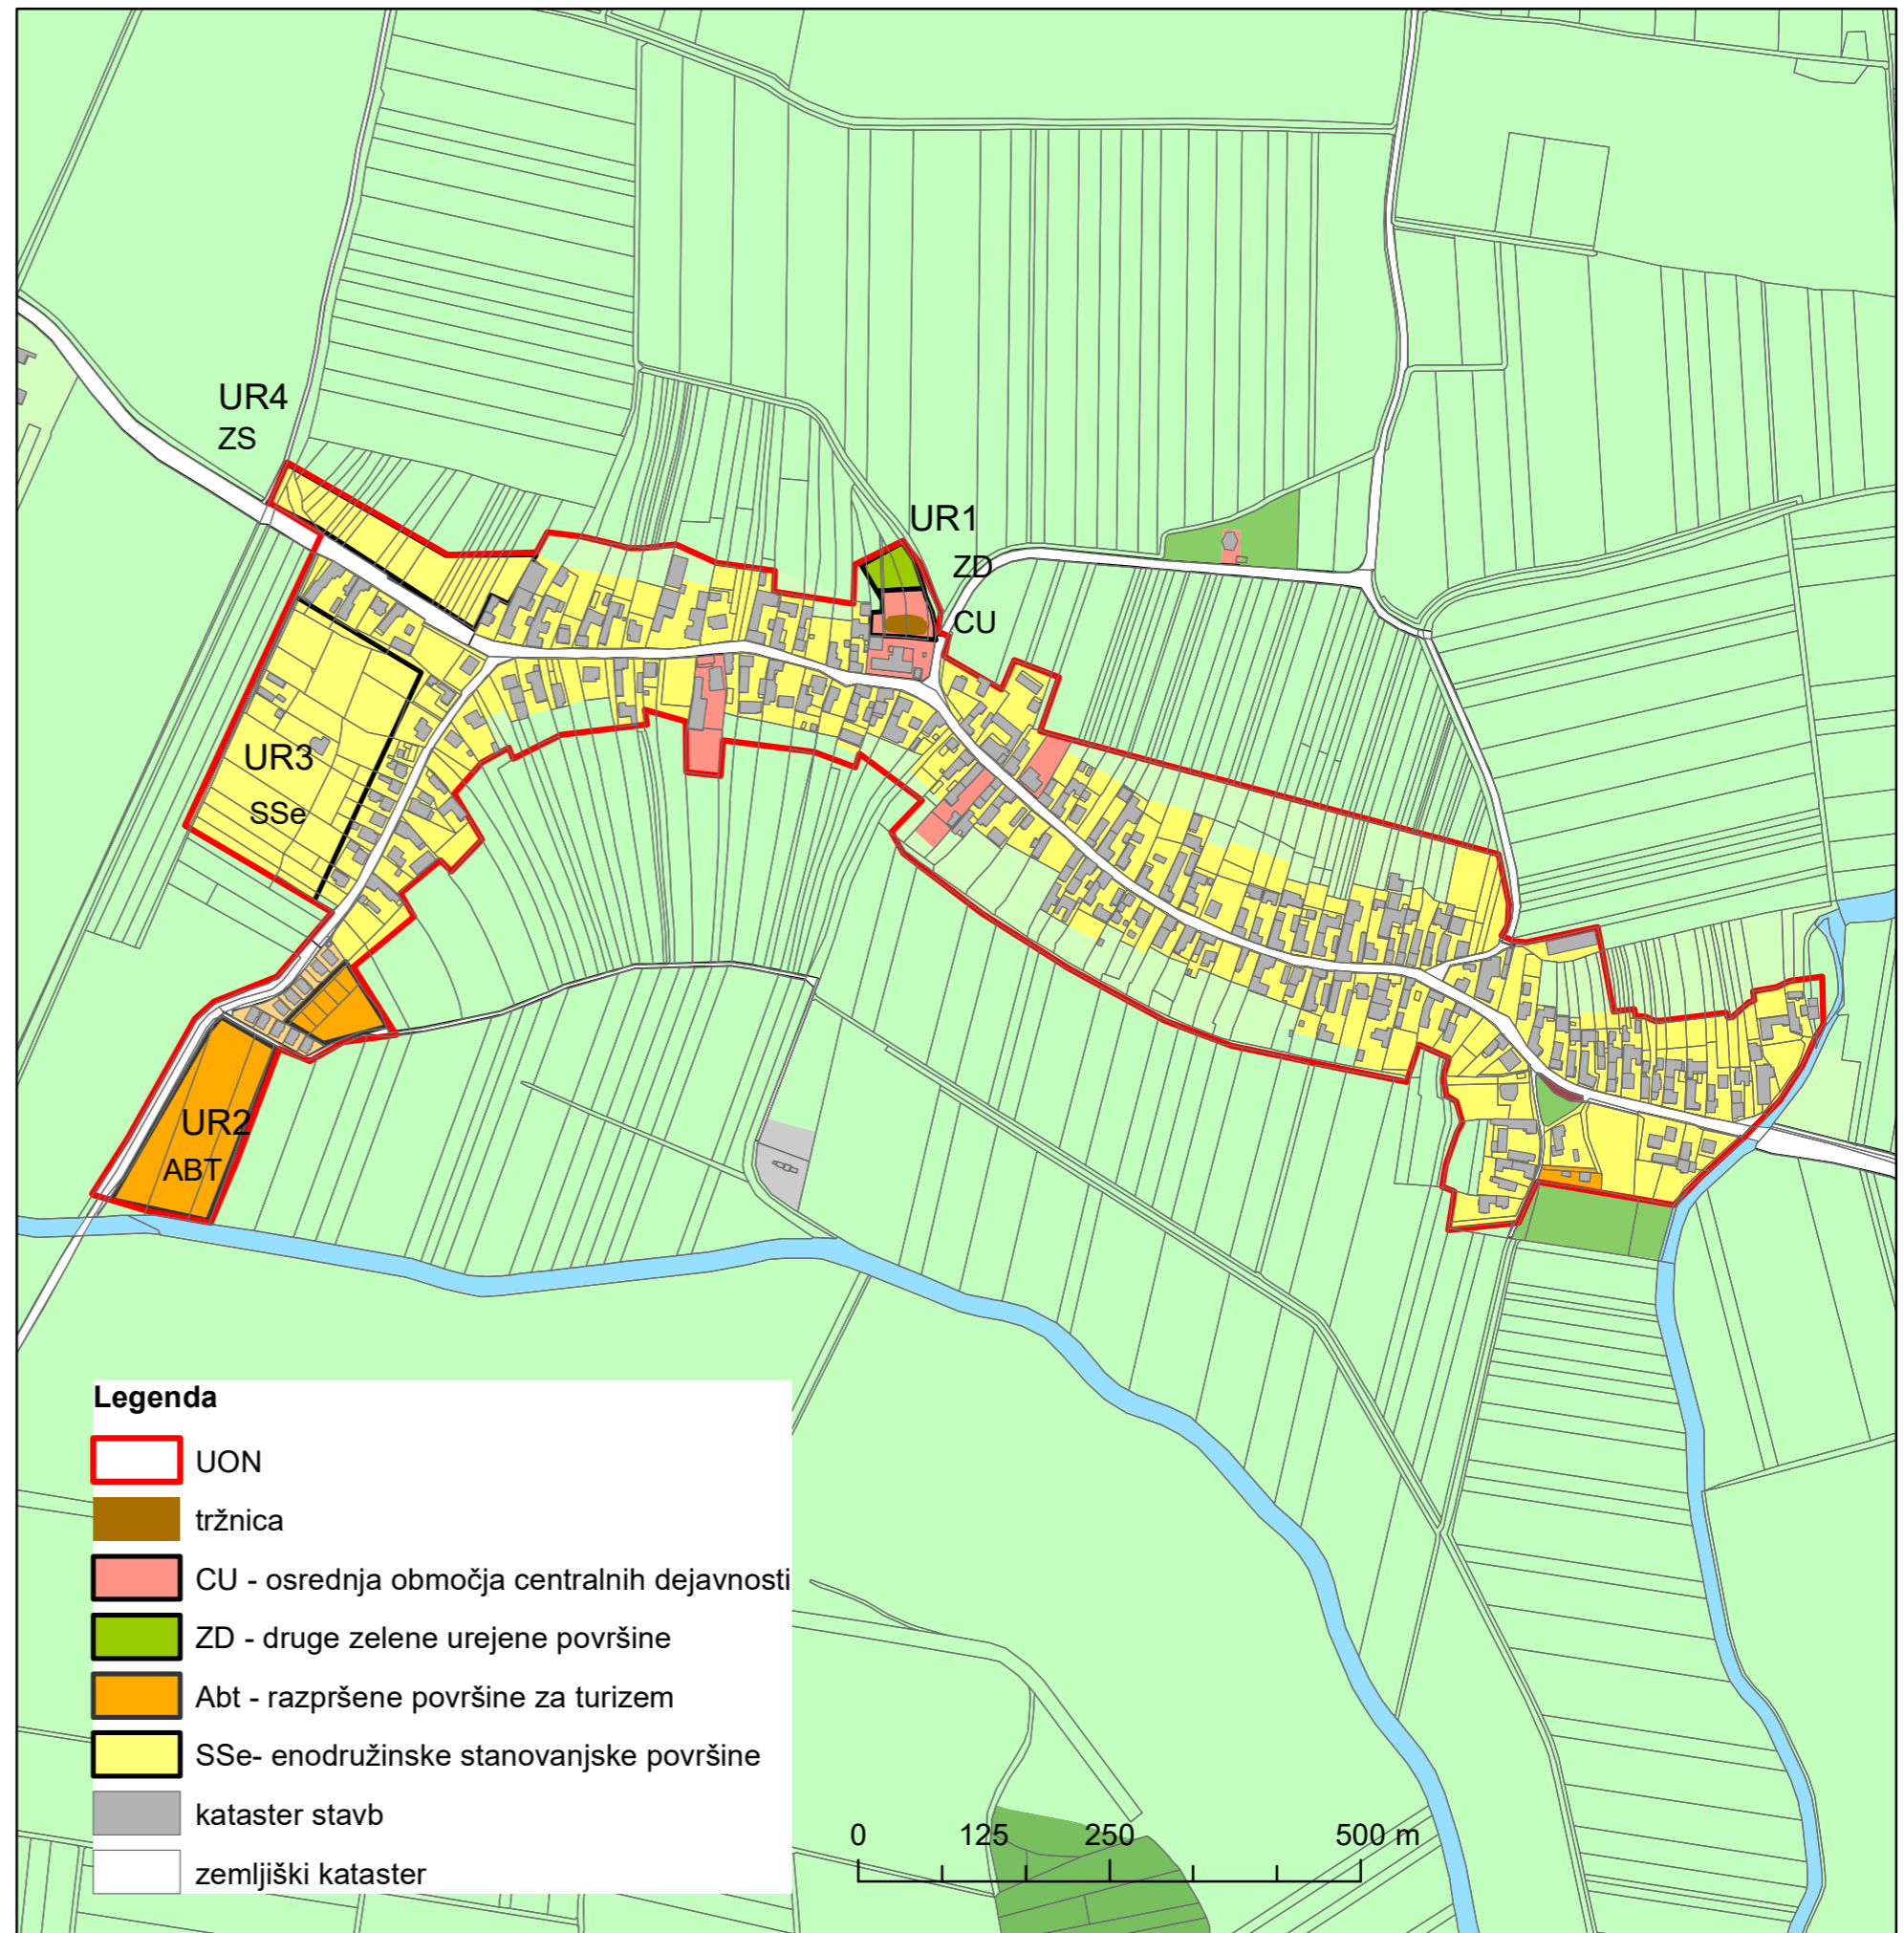 UR4
ZS
UR1
ZD
CU
UR3
SSe
UR2
ABT
Legenda
UON
tržnica
CU - osrednja območja centralnih dejavnosti
ZD - druge zelene urejene površine
Abt - razpršene površine za turizem
SSe- enodružinske stanovanjske površine
kataster stavb
zemljiški kataster
0 125 250 500 m